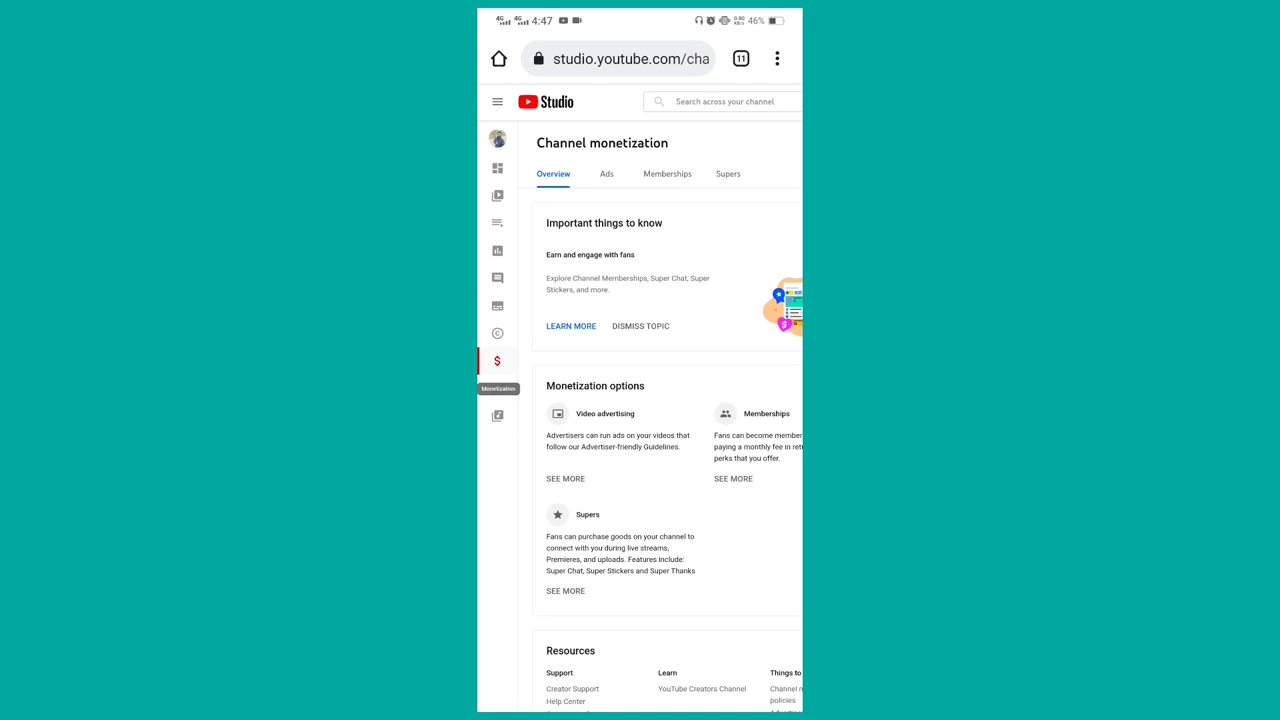 4G 4G 4:47 0.80 KB/s 46%
studio.youtube.com/cha 11
Studio Search across your channel
Channel monetization
Overview Ads Memberships Supers
Important things to know
Earn and engage with fans
Explore Channel Memberships, Super Chat, Super
Stickers, and more.
LEARN MORE DISMISS TOPIC
Monetization
Monetization options
Video advertising
Advertisers can run ads on your videos that
follow our Advertiser-friendly Guidelines.
SEE MORE
Memberships
Fans can become member
paying a monthly fee in ret
perks that you offer.
SEE MORE
Supers
Fans can purchase goods on your channel to
connect with you during live streams,
Premieres, and uploads. Features include:
Super Chat, Super Stickers and Super Thanks
SEE MORE
Resources
Support
Creator Support
Help Center
Learn
YouTube Creators Channel
Things to
Channel
policies